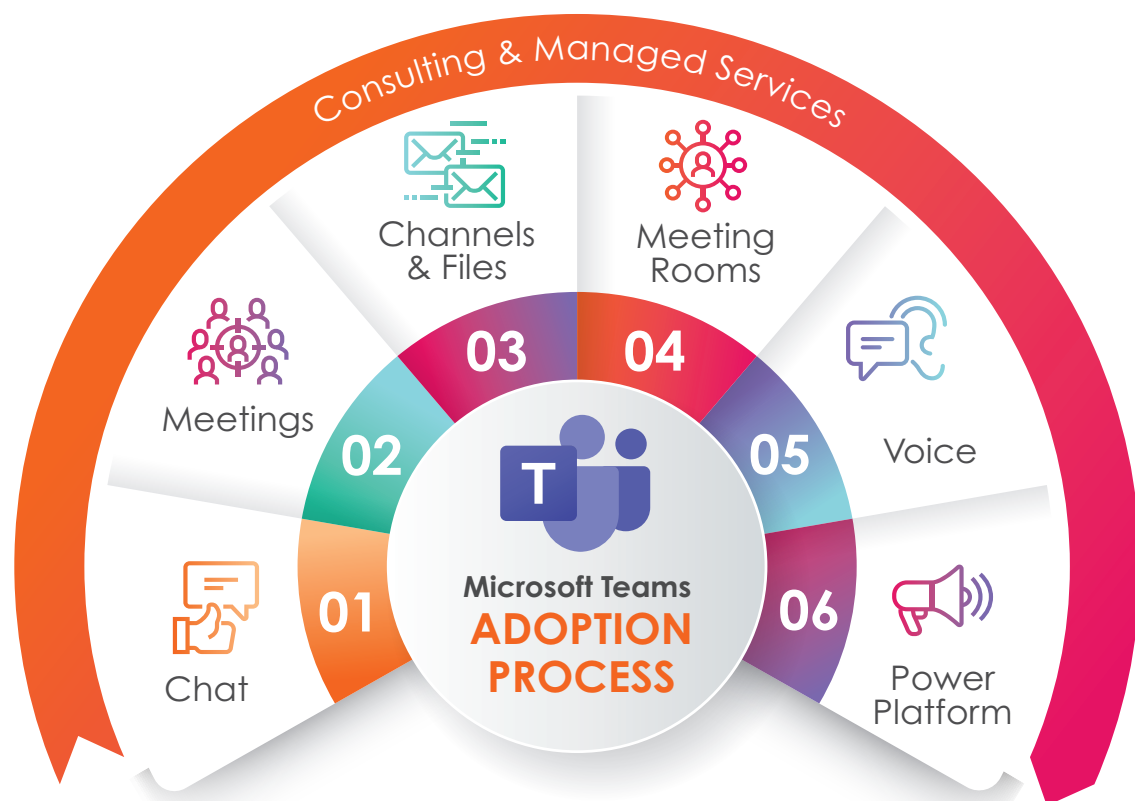 Consulting & Managed Services
01
Chat
02
Meetings
03
Channels
& Files
04
Meeting
Rooms
05
Voice
06
Power
Platform
T
Microsoft Teams
ADOPTION
PROCESS